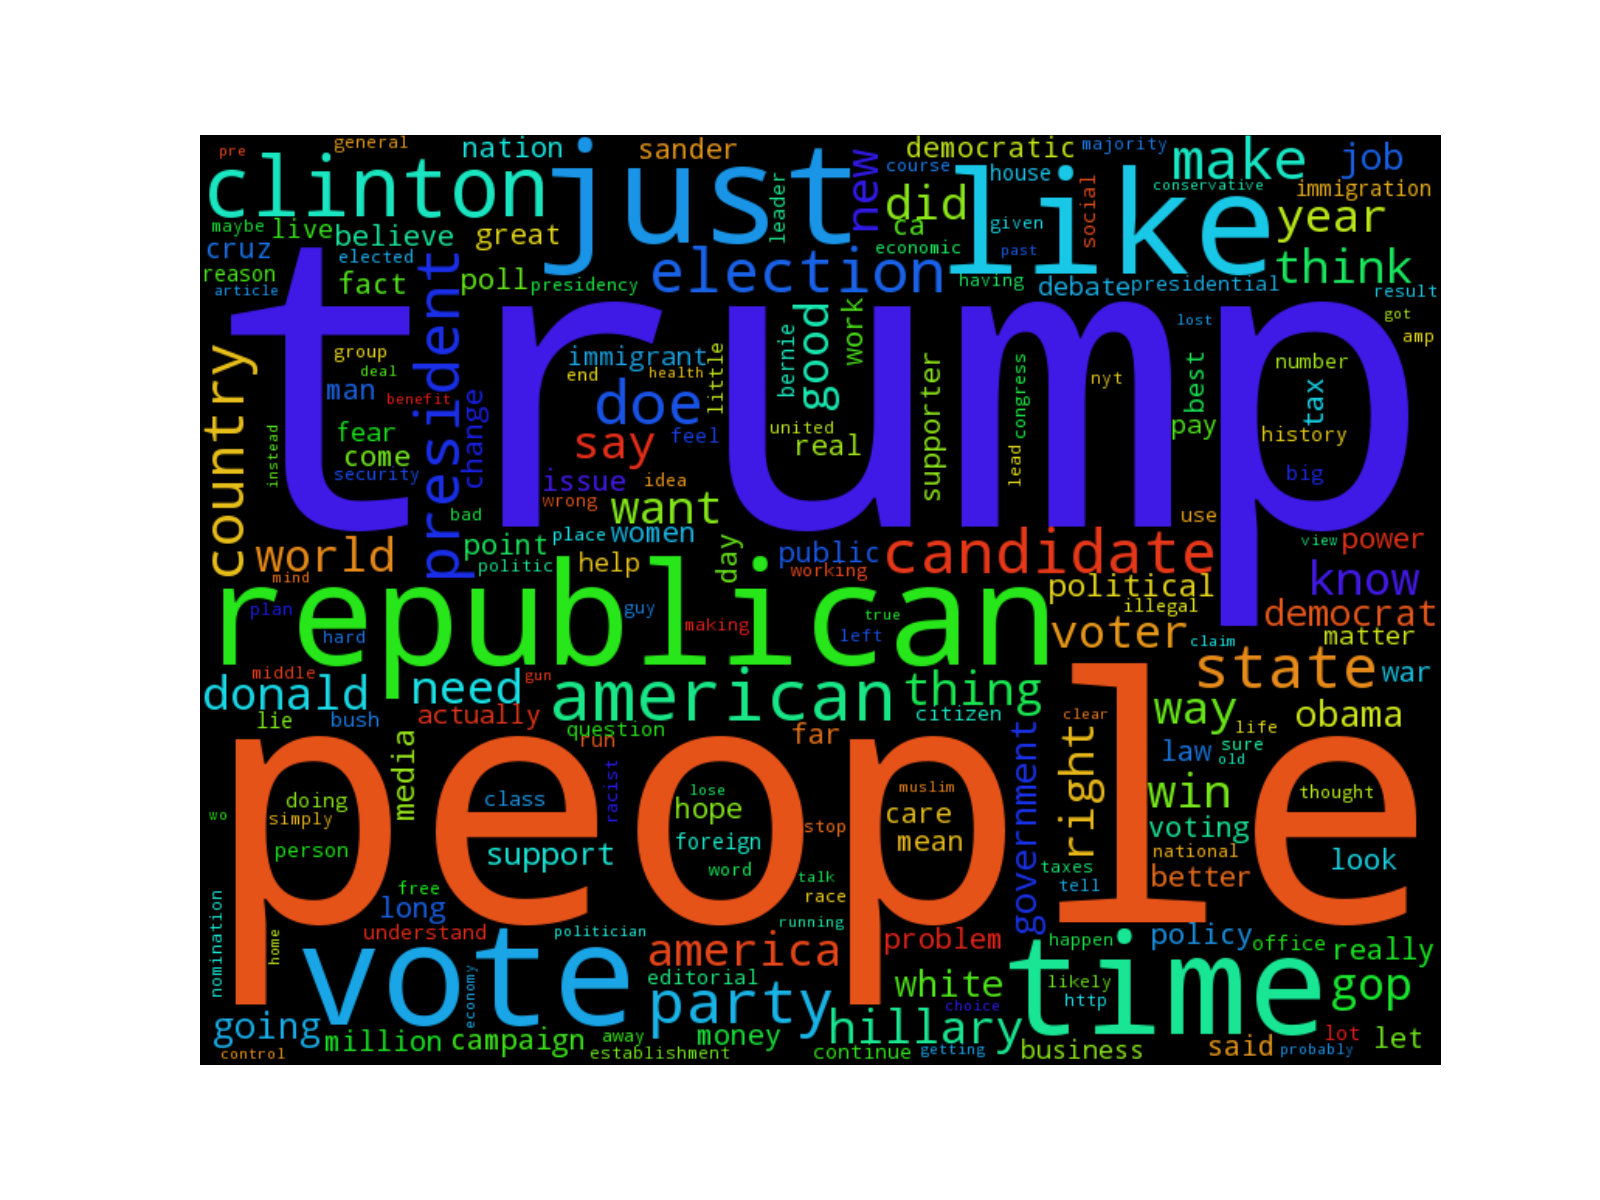 pre
general
nation
sander
democratic
majority
make
job
clinton
just
leader
new
course
house
like
social
conservative
immigration
did
given
year
maybe
live
believe
great
ca
cruz
elected
economic
past
think
reason
fact
president
poll
presidency
election
having
debate
presidential
article
result
trump
country
group
deal
man
benefit
change
immigrant
end
health
little
doe
bernie
good
work
lost
got
amp
number
supporter
congress
nyt
best
tax
fear
come
instead
security
say
feel
united
real
pay
history
lead
big
issue
idea
wrong
want
bad
use
world
mind
point
politic
place
women
help
day
public
working
candidate
view
power
political
know
republican
plan
hard
guy
making
true
left
illegal
democrat
voter
claim
matter
middle
donald
need
gun
american
thing
state
war
lie
bush
actually
question
run
far
citizen
clear
way
life
obama
people
media
racist
government
right
law
sure
old
wo
doing
simply
person
class
support
lose
hope
foreign
word
stop
muslim
care
mean
win
thought
voting
national
look
better
taxes
tell
free
long
talk
race
nomination
home
understand
politician
running
problem
happen
policy
office
really
vote
economy
america
editorial
party
white
choice
time
likely
http
gop
going
million
campaign
away
money
hillary
lot
let
control
establishment
continue
getting
business
said
probably